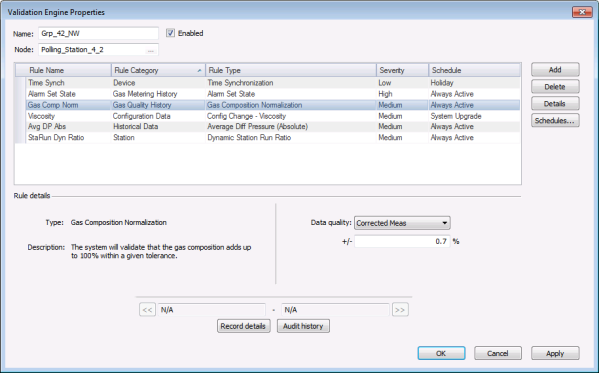 Validation Engine Properties
Name: Grp_42_NW Enabled
Node: Polling_Station_4_2 ...
Rule Name Rule Category Rule Type Severity Schedule
Time Synch Device Time Synchronization Low Holiday
Alarm Set State Gas Metering History Alarm Set State High Always Active
Gas Comp Norm Gas Quality History Gas Composition Normalization Medium Always Active
Viscosity Configuration Data Config Change - Viscosity Medium System Upgrade
Avg DP Abs Historical Data Average Diff Pressure (Absolute) Medium Always Active
StaRun Dyn Ratio Station Dynamic Station Run Ratio Medium Always Active
Add
Delete
Details
Schedules...
Rule details
Type: Gas Composition Normalization
Description: The system will validate that the gas composition adds up
to 100% within a given tolerance.
Data quality: Corrected Meas
+/- 0.7 %
<< N/A - N/A >>
Record details Audit history
OK Cancel Apply